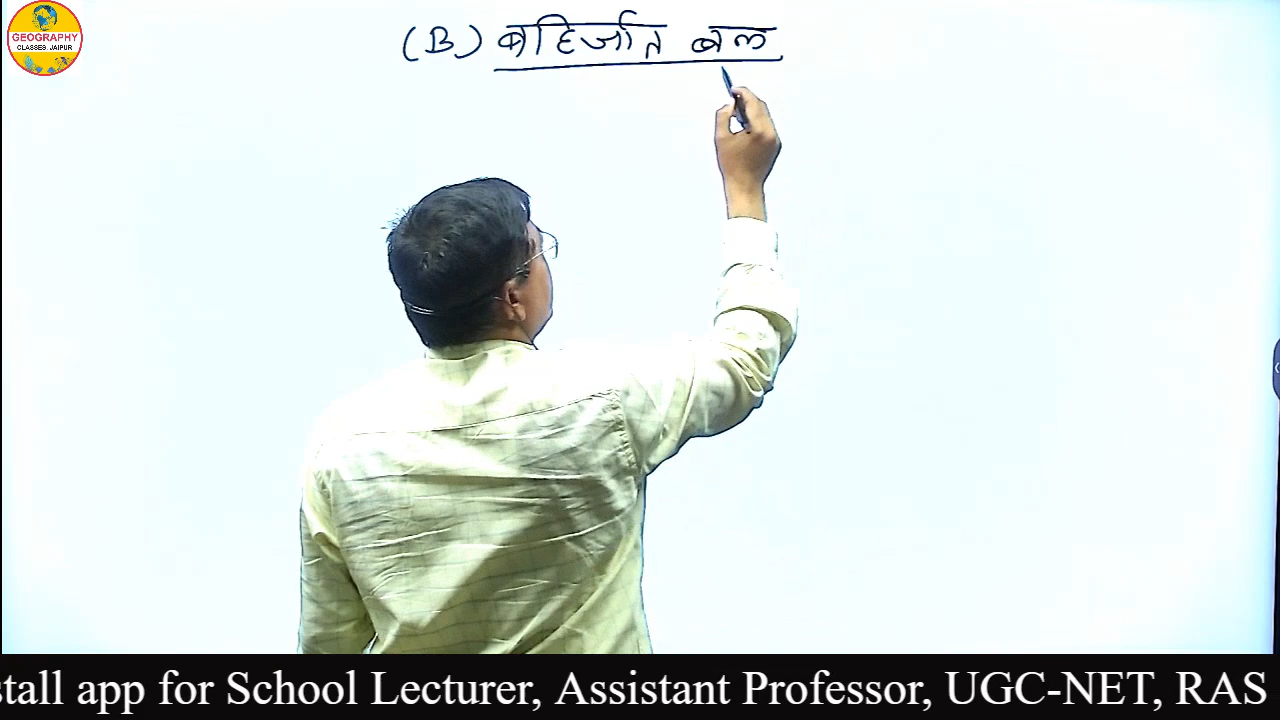 GEOGRAPHY
CLASSES, JAIPUR
(B) बहिर्जात बल
stall app for School Lecturer, Assistant Professor, UGC-NET, RAS